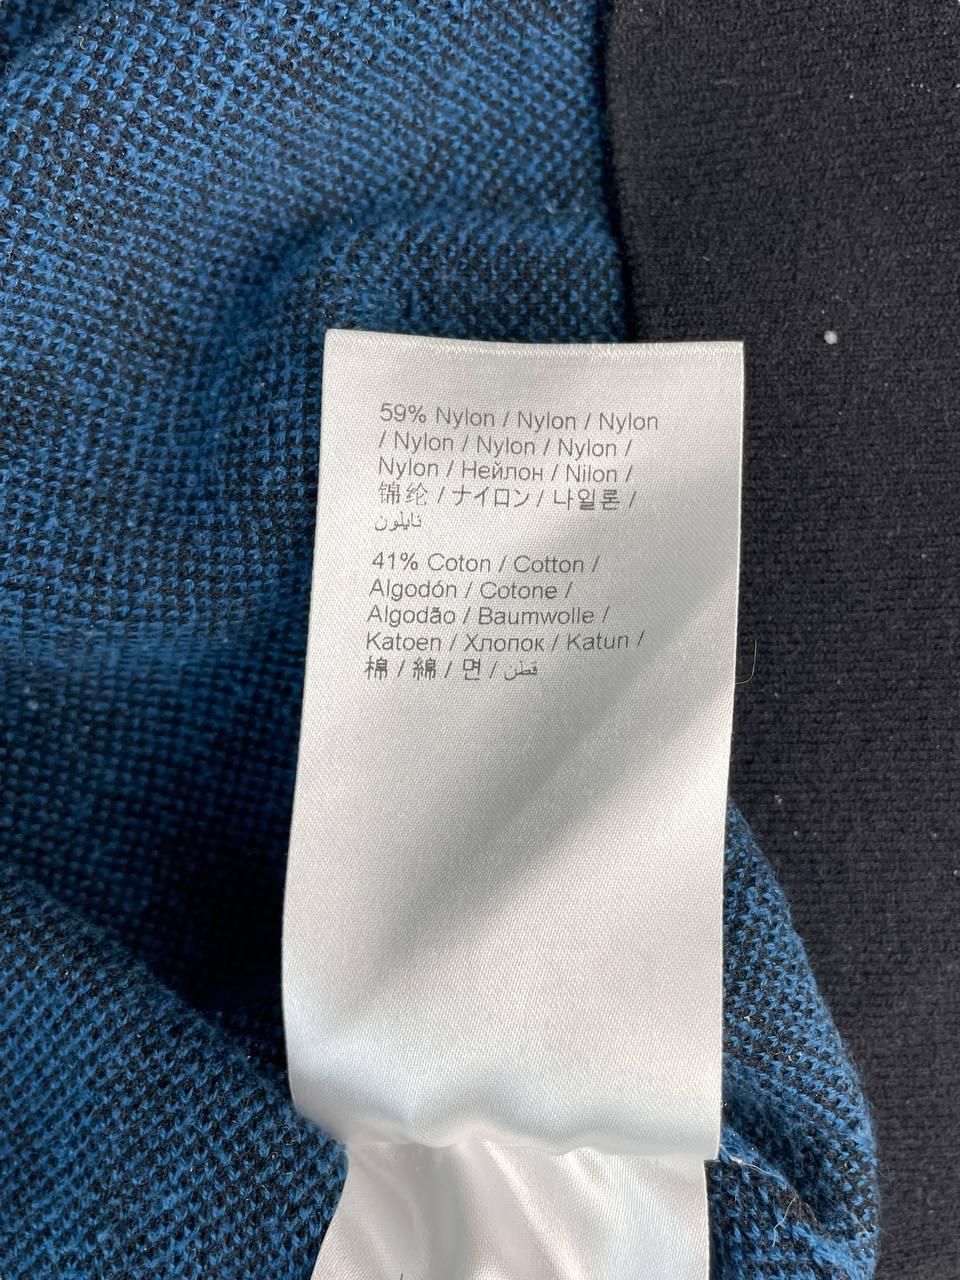 59% Nylon / Nylon / Nylon
/ Nylon / Nylon / Nylon /
Nylon / Нейлон / Nilon /
锦纶 / ナイロン / 나일론 /
نايلون
41% Coton / Cotton /
Algodón / Cotone /
Algodão / Baumwolle /
Katoen / Хлопок / Katun /
棉 / 綿 / 면 / قطن